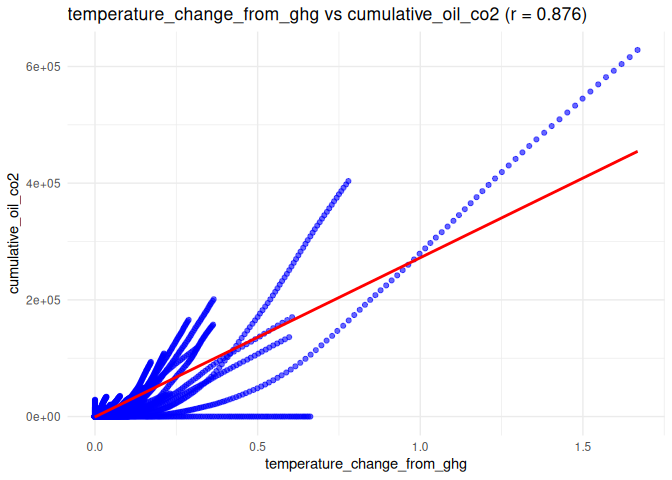 temperature_change_from_ghg vs cumulative_oil_co2 (r = 0.876)
cumulative_oil_co2
6e+05
4e+05
2e+05
0e+00
0.0 0.5 1.0 1.5
temperature_change_from_ghg